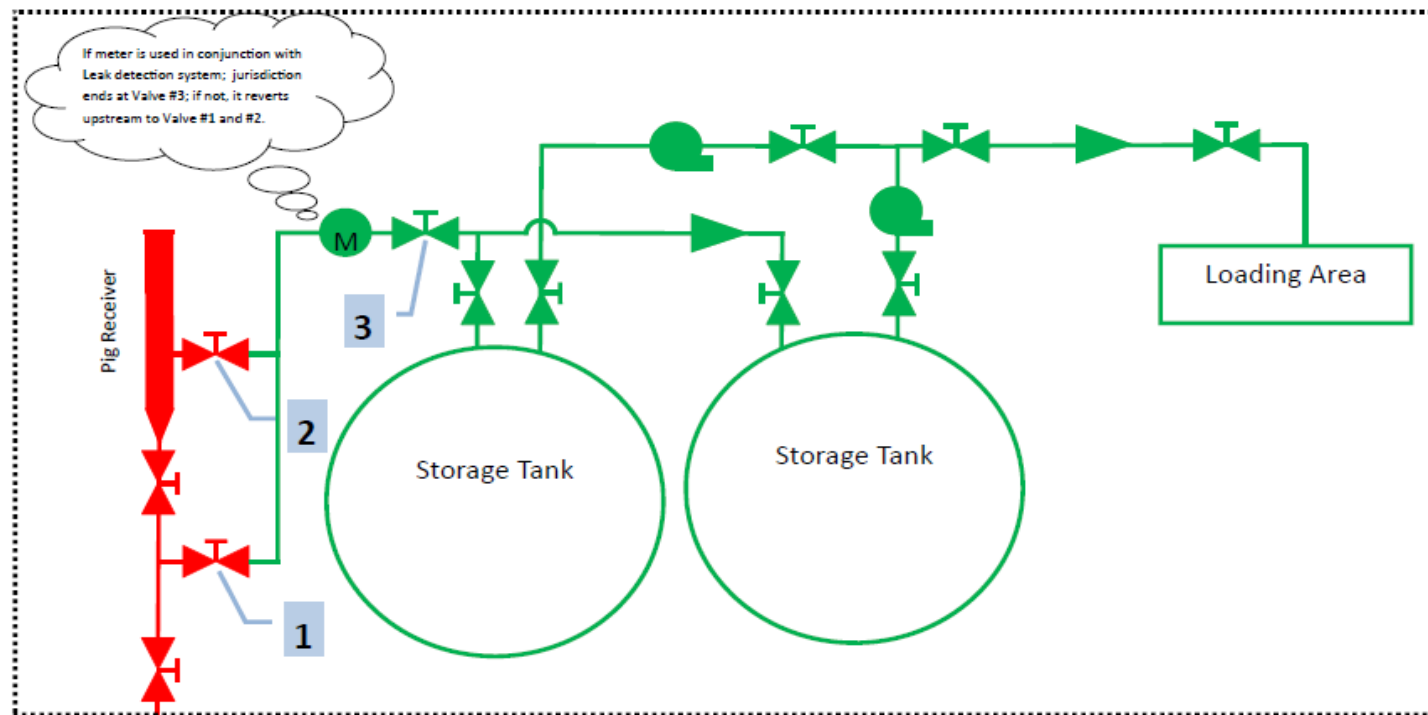 If meter is used in conjunction with
Leak detection system; jurisdiction
ends at Valve #3; if not, it reverts
upstream to Valve #1 and #2.
M
3
Loading Area
Pig Receiver
2
Storage Tank
Storage Tank
1